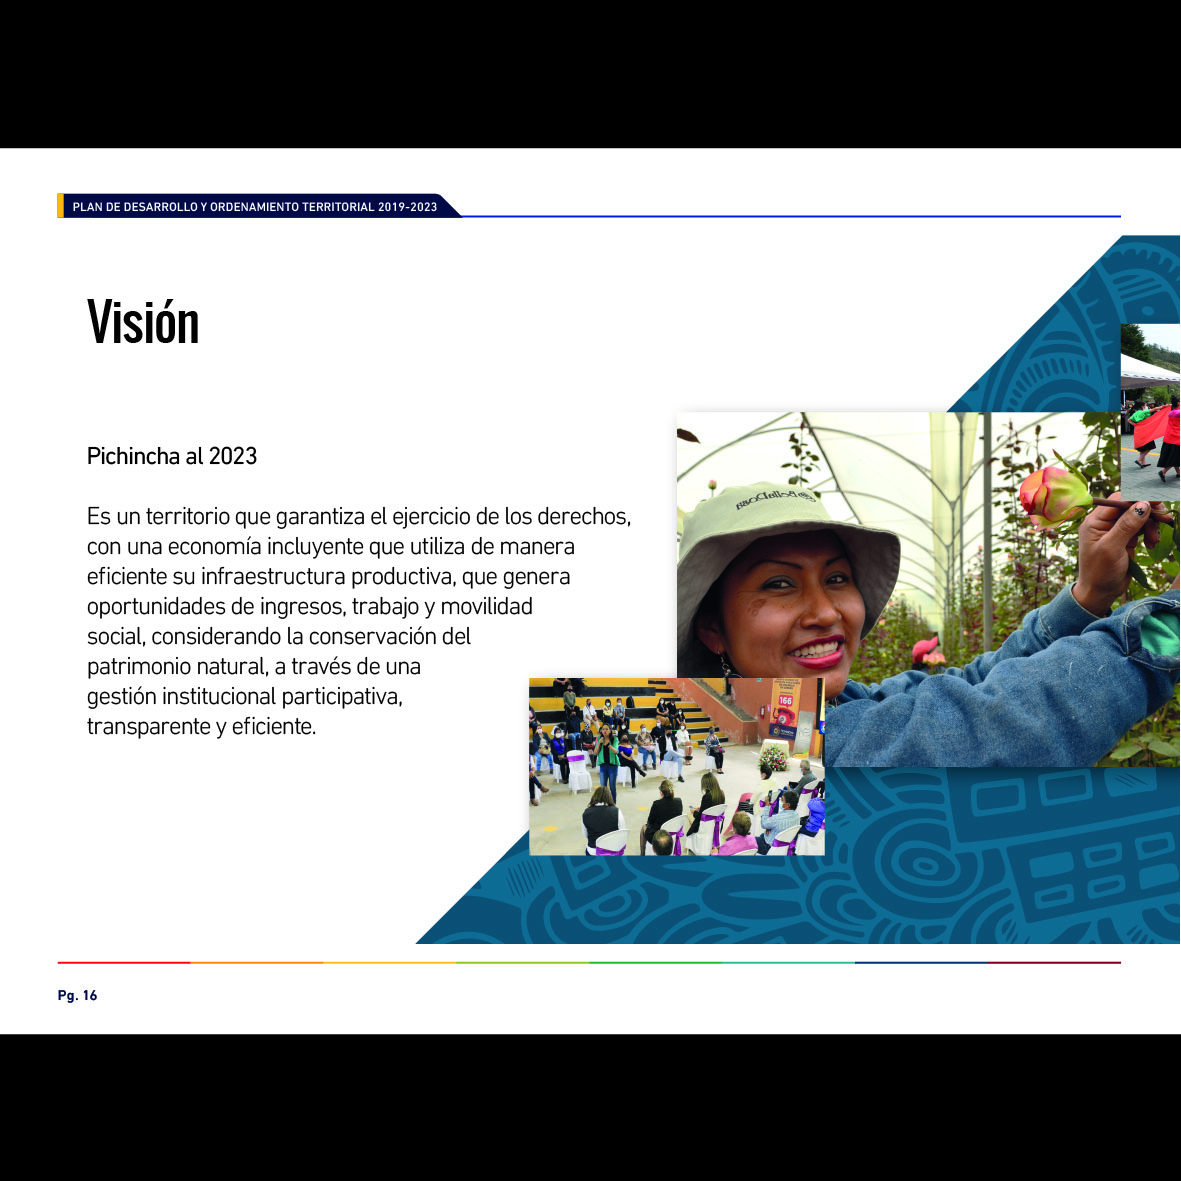 PLAN DE DESARROLLO Y ORDENAMIENTO TERRITORIAL 2019-2023
Visión
Pichincha al 2023
Es un territorio que garantiza el ejercicio de los derechos,
con una economía incluyente que utiliza de manera
eficiente su infraestructura productiva, que genera
oportunidades de ingresos, trabajo y movilidad
social, considerando la conservación del
patrimonio natural, a través de una
gestión institucional participativa,
transparente y eficiente.
166
Pg. 16